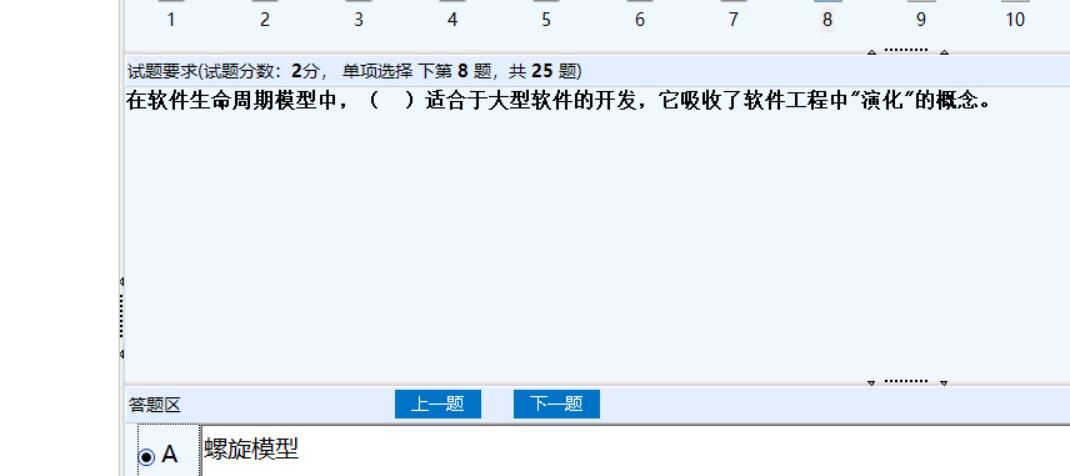 1 2 3 4 5 6 7 8 9 10
试题要求(试题分数：2分， 单项选择 下第 8 题，共 25 题)
在软件生命周期模型中，（　）适合于大型软件的开发，它吸收了软件工程中"演化"的概念。
答题区 上一题 下一题
A 螺旋模型